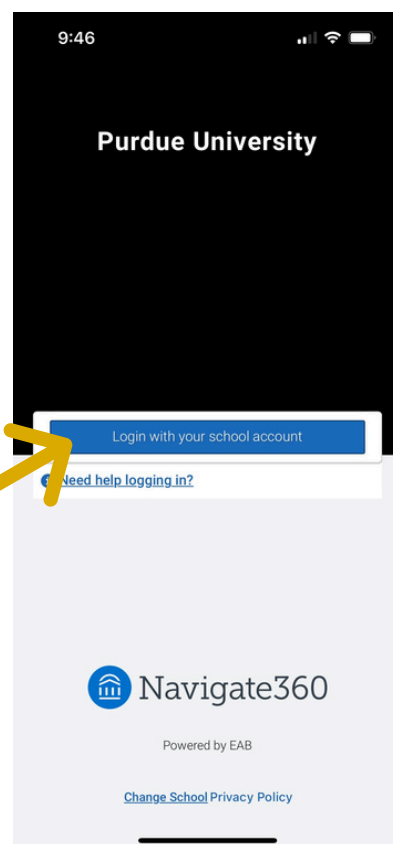 9:46
Purdue University
Login with your school account
Need help logging in?
Navigate360
Powered by EAB
Change School Privacy Policy